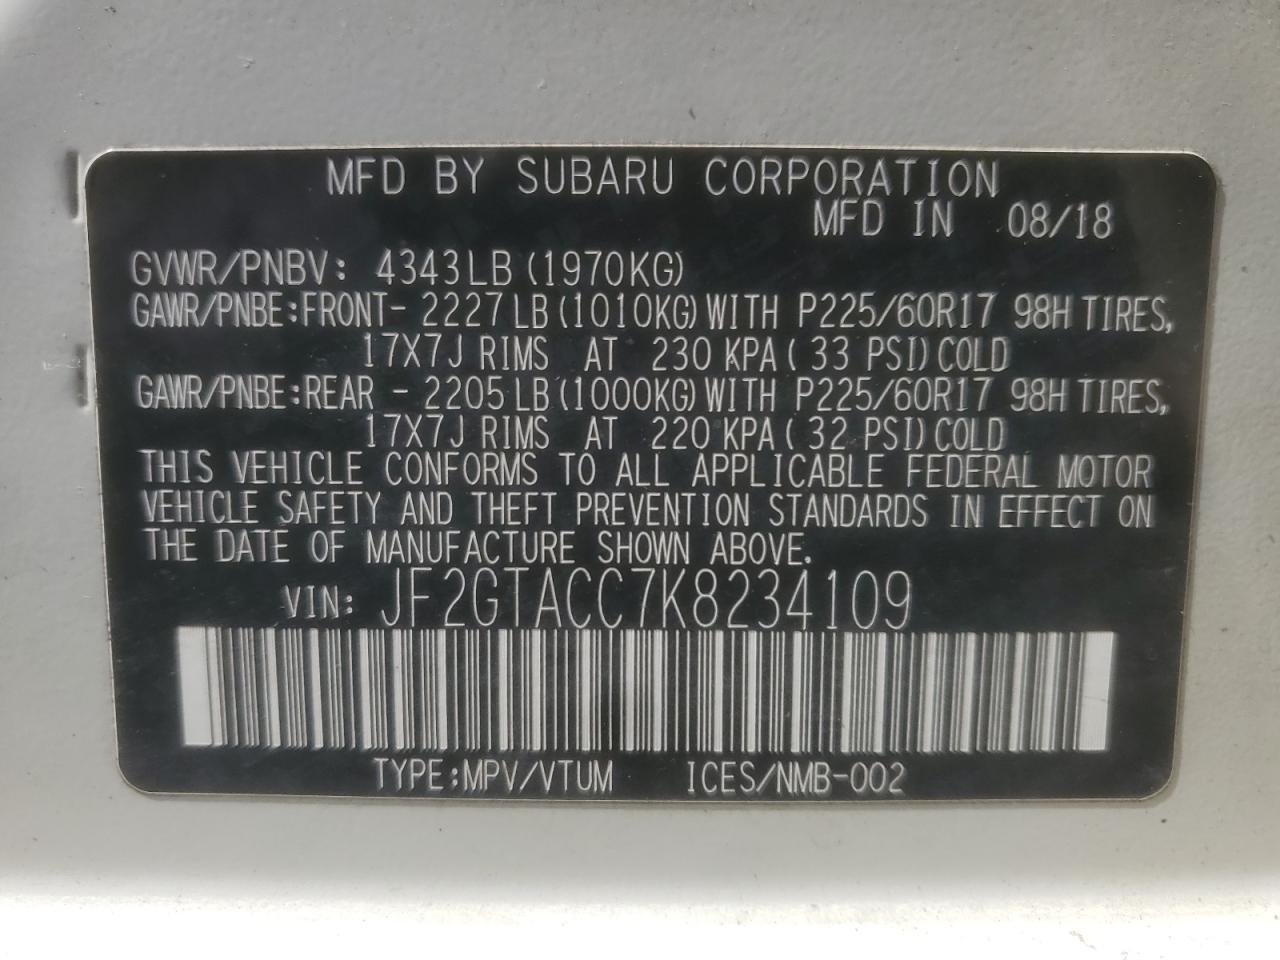 MFD BY SUBARU CORPORATION
MFD IN 08/18
GVWR/PNBV: 4343LB (1970KG)
GAWR/PNBE:FRONT- 2227LB (1010KG) WITH P225/60R17 98H TIRES,
17X7J RIMS AT 230 KPA ( 33 PSI) COLD
GAWR/PNBE:REAR - 2205LB (1000KG) WITH P225/60R17 98H TIRES,
17X7J RIMS AT 220 KPA ( 32 PSI) COLD
THIS VEHICLE CONFORMS TO ALL APPLICABLE FEDERAL MOTOR
VEHICLE SAFETY AND THEFT PREVENTION STANDARDS IN EFFECT ON
THE DATE OF MANUFACTURE SHOWN ABOVE.
VIN: JF2GTACC7K8234109
TYPE:MPV/VTUM ICES/NMB-002